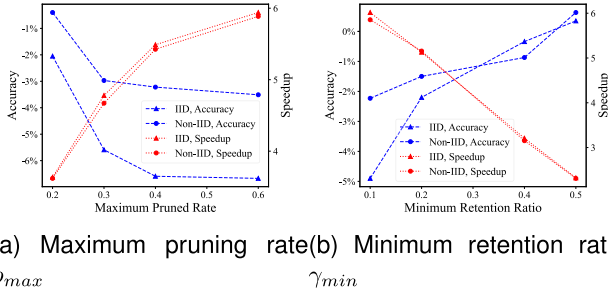 -1%
-2%
-3%
-4%
-5%
-6%
Accuracy
6
5
4
Speedup
IID, Accuracy
Non-IID, Accuracy
IID, Speedup
Non-IID, Speedup
0.2 0.3 0.4 0.5 0.6
Maximum Pruned Rate
0%
-1%
-2%
-3%
-4%
-5%
Accuracy
6
5
4
3
Speedup
IID, Accuracy
Non-IID, Accuracy
IID, Speedup
Non-IID, Speedup
0.1 0.2 0.3 0.4 0.5
Minimum Retention Ratio
a) Maximum pruning rate
max
(b) Minimum retention rat
γmin